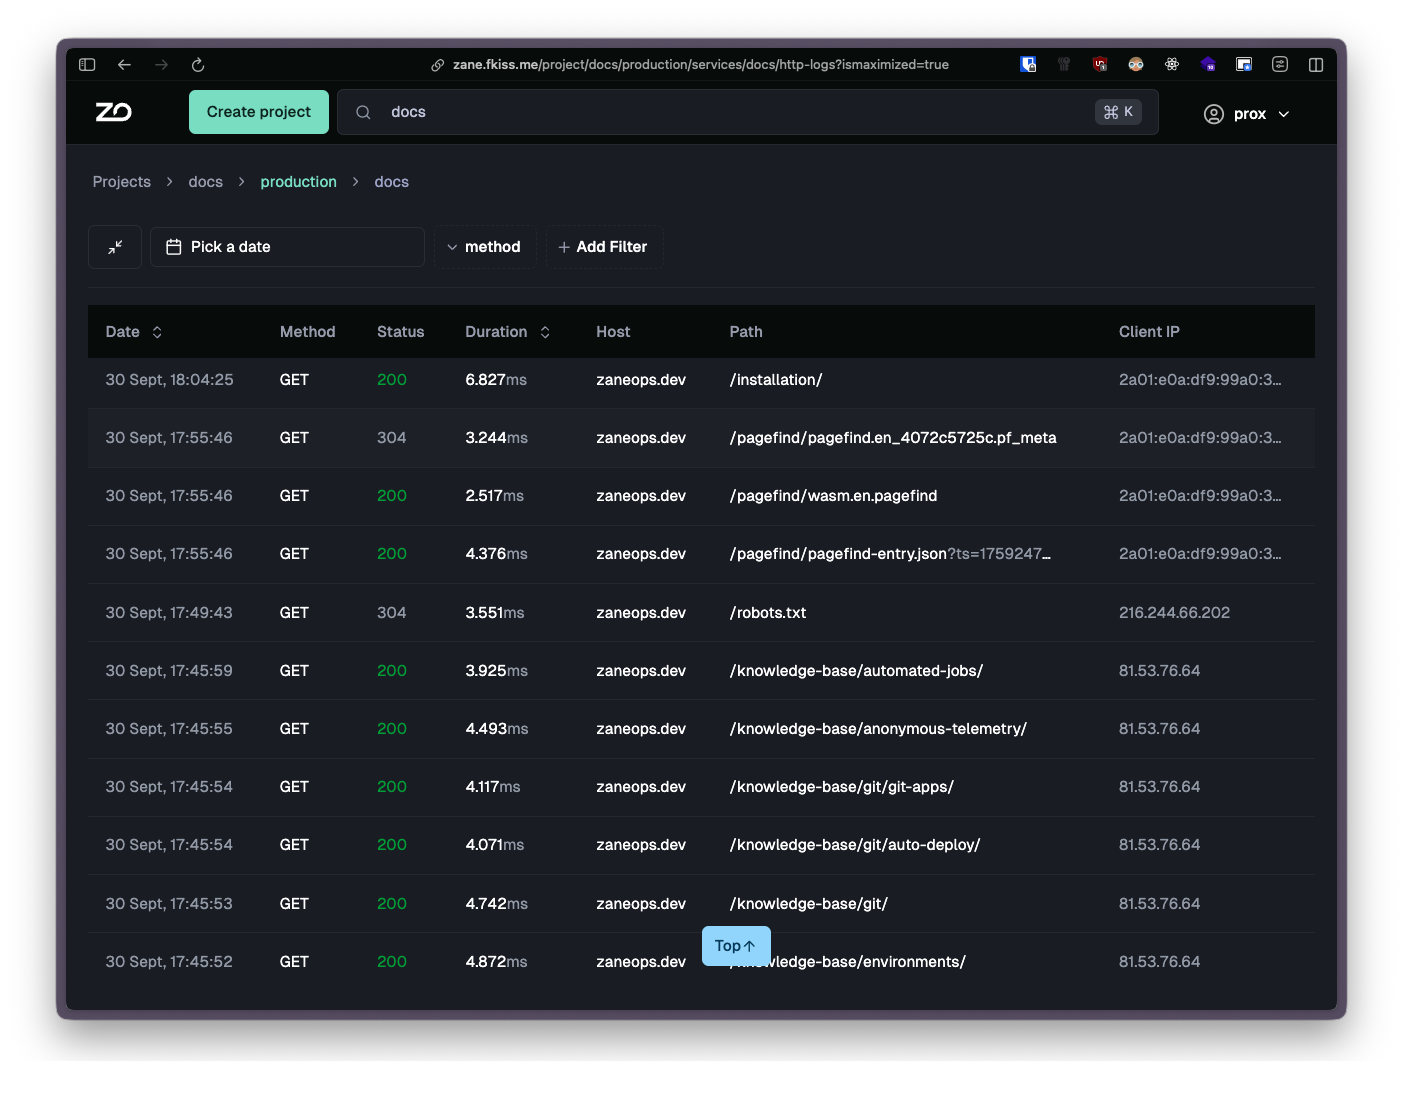 zane.fkiss.me/project/docs/production/services/docs/http-logs?ismaximized=true
ZO Create project docs ⌘ K prox
Projects > docs > production > docs
Pick a date method + Add Filter
Date Method Status Duration Host Path Client IP
30 Sept, 18:04:25 GET 200 6.827ms zaneops.dev /installation/ 2a01:e0a:df9:99a0:3...
30 Sept, 17:55:46 GET 304 3.244ms zaneops.dev /pagefind/pagefind.en_4072c5725c.pf_meta 2a01:e0a:df9:99a0:3...
30 Sept, 17:55:46 GET 200 2.517ms zaneops.dev /pagefind/wasm.en.pagefind 2a01:e0a:df9:99a0:3...
30 Sept, 17:55:46 GET 200 4.376ms zaneops.dev /pagefind/pagefind-entry.json?ts=1759247... 2a01:e0a:df9:99a0:3...
30 Sept, 17:49:43 GET 304 3.551ms zaneops.dev /robots.txt 216.244.66.202
30 Sept, 17:45:59 GET 200 3.925ms zaneops.dev /knowledge-base/automated-jobs/ 81.53.76.64
30 Sept, 17:45:55 GET 200 4.493ms zaneops.dev /knowledge-base/anonymous-telemetry/ 81.53.76.64
30 Sept, 17:45:54 GET 200 4.117ms zaneops.dev /knowledge-base/git/git-apps/ 81.53.76.64
30 Sept, 17:45:54 GET 200 4.071ms zaneops.dev /knowledge-base/git/auto-deploy/ 81.53.76.64
30 Sept, 17:45:53 GET 200 4.742ms zaneops.dev /knowledge-base/git/ 81.53.76.64
Top↑
30 Sept, 17:45:52 GET 200 4.872ms zaneops.dev /knowledge-base/environments/ 81.53.76.64